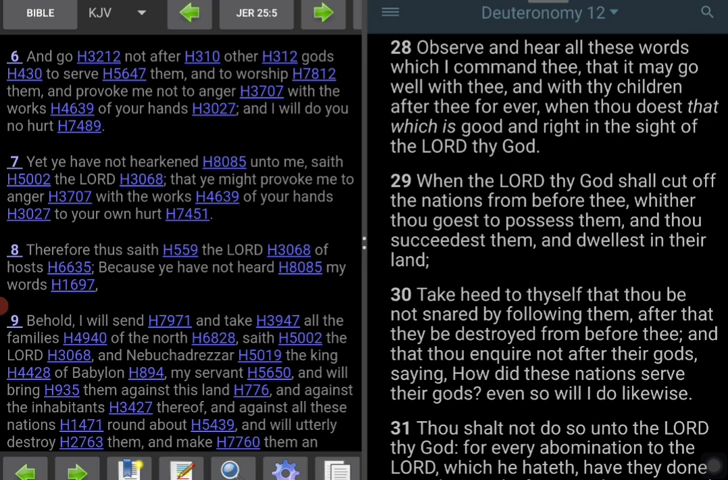 BIBLE KJV JER 25:5
6 And go H3212 not after H310 other H312 gods
H430 to serve H5647 them, and to worship H7812
them, and provoke me not to anger H3707 with the
works H4639 of your hands H3027; and I will do you
no hurt H7489.
7 Yet ye have not hearkened H8085 unto me, saith
H5002 the LORD H3068; that ye might provoke me to
anger H3707 with the works H4639 of your hands
H3027 to your own hurt H7451.
8 Therefore thus saith H559 the LORD H3068 of
hosts H6635; Because ye have not heard H8085 my
words H1697,
9 Behold, I will send H7971 and take H3947 all the
families H4940 of the north H6828, saith H5002 the
LORD H3068, and Nebuchadrezzar H5019 the king
H4428 of Babylon H894, my servant H5650, and will
bring H935 them against this land H776, and against
the inhabitants H3427 thereof, and against all these
nations H1471 round about H5439, and will utterly
destroy H2763 them, and make H7760 them an
Deuteronomy 12
28 Observe and hear all these words
which I command thee, that it may go
well with thee, and with thy children
after thee for ever, when thou doest that
which is good and right in the sight of
the LORD thy God.
29 When the LORD thy God shall cut off
the nations from before thee, whither
thou goest to possess them, and thou
succeedest them, and dwellest in their
land;
30 Take heed to thyself that thou be
not snared by following them, after that
they be destroyed from before thee; and
that thou enquire not after their gods,
saying, How did these nations serve
their gods? even so will I do likewise.
31 Thou shalt not do so unto the LORD
thy God: for every abomination to the
LORD, which he hateth, have they done